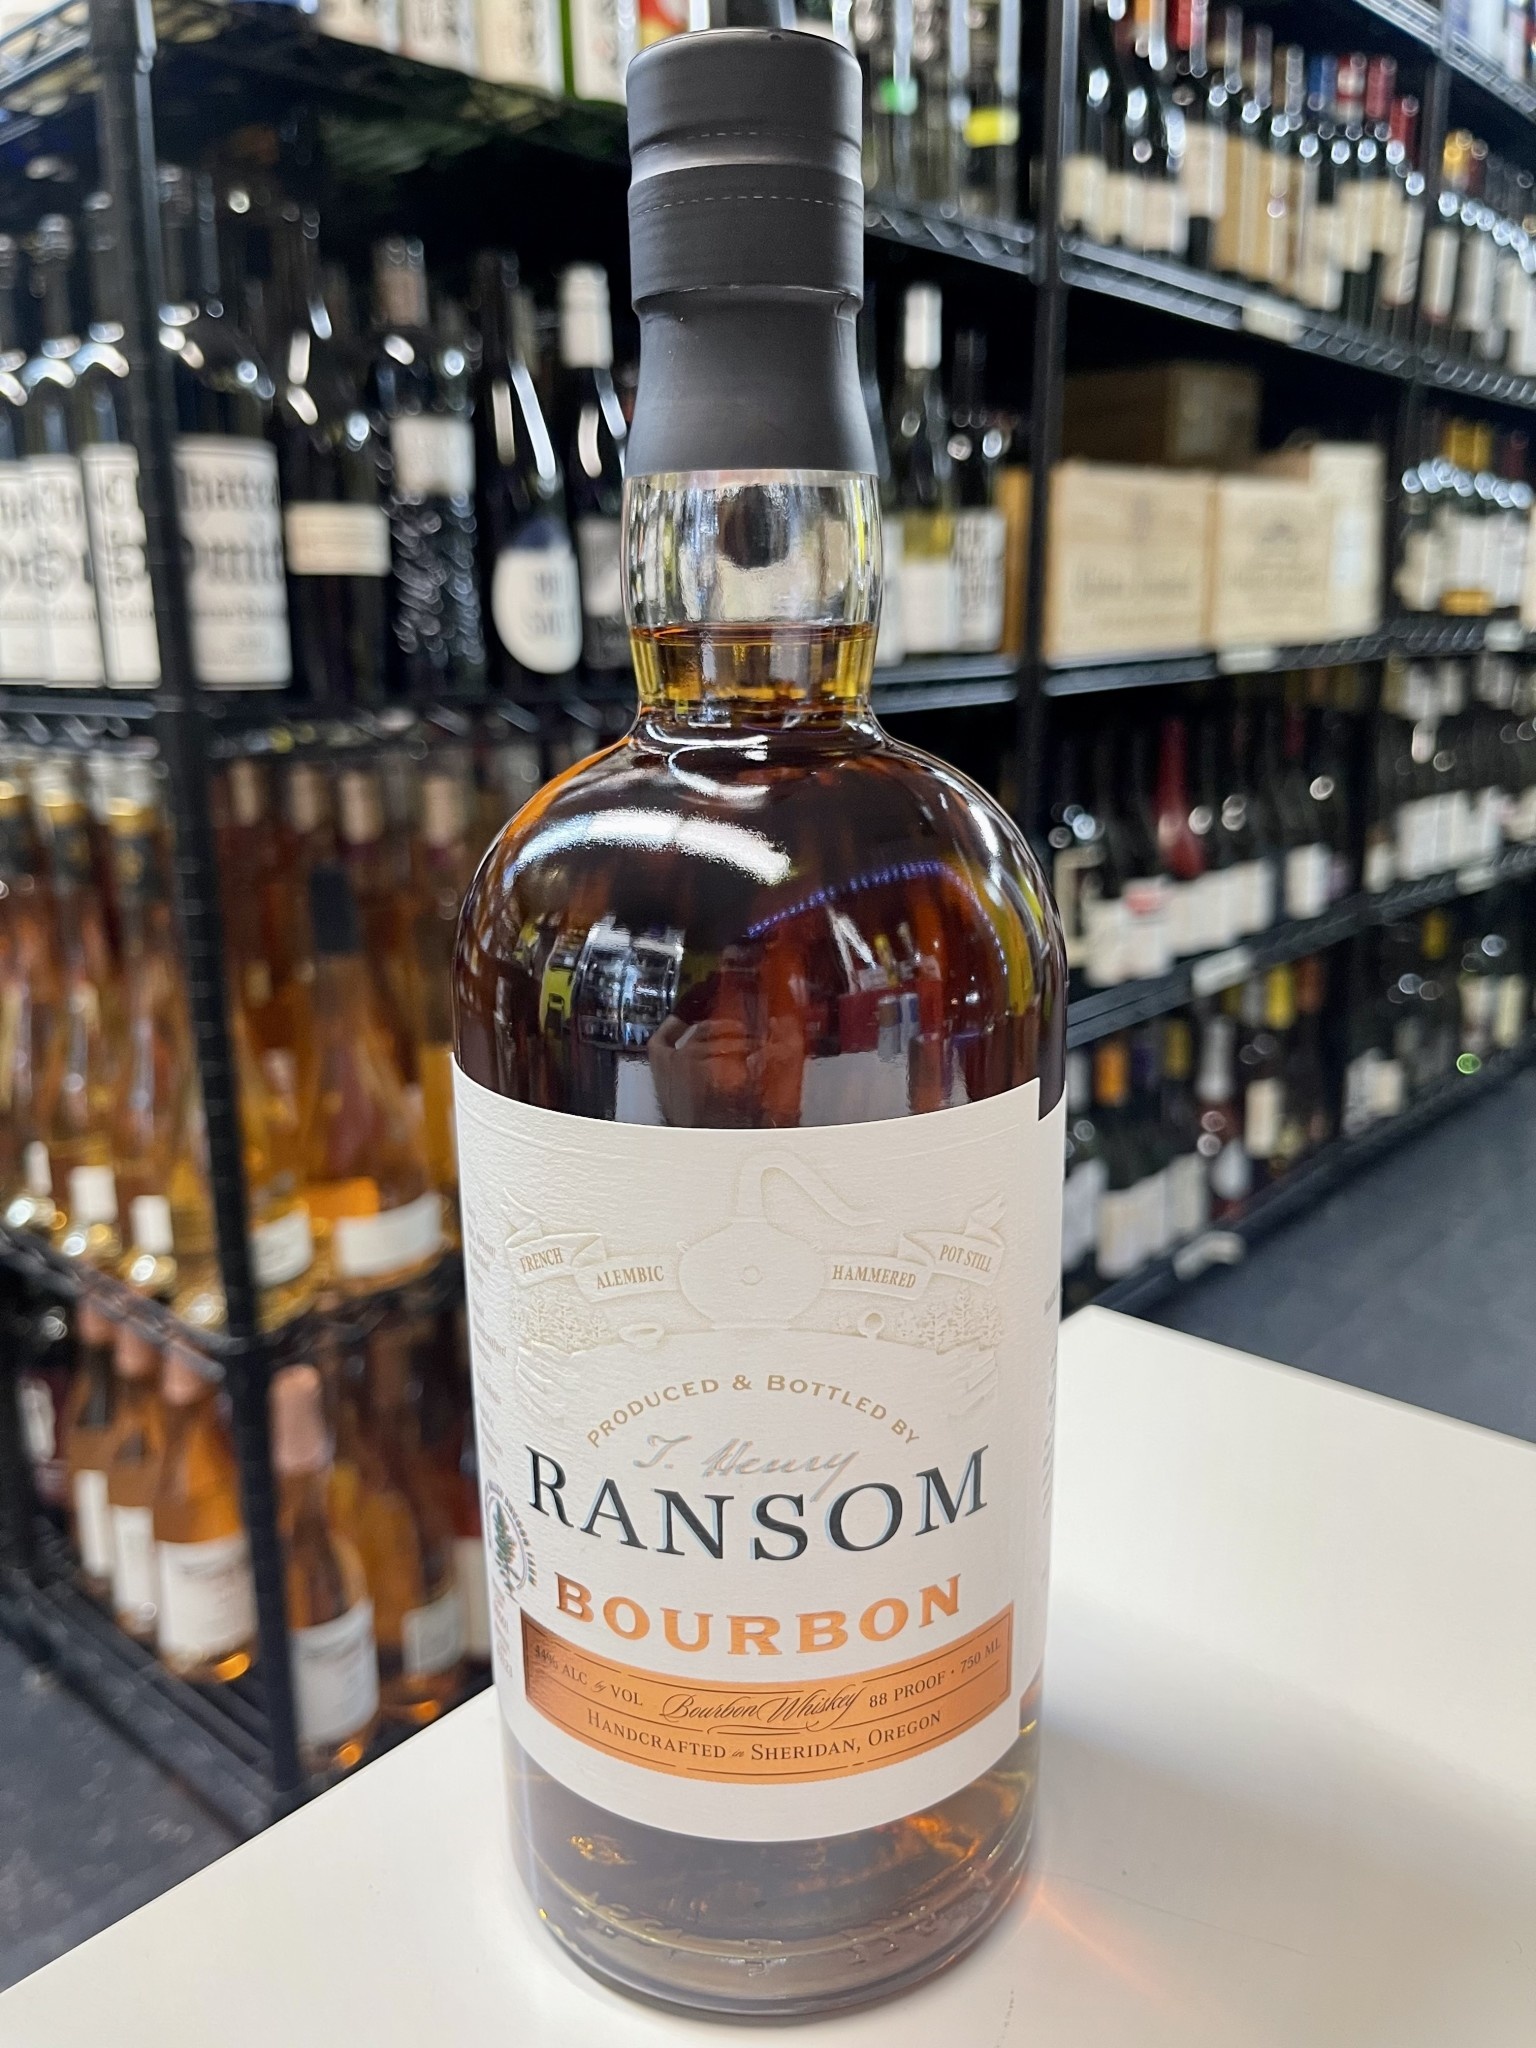 FRENCH ALEMBIC HAMMERED POT STILL
PRODUCED & BOTTLED BY
T. Henry
RANSOM
BOURBON
44% ALC by VOL Bourbon Whiskey 88 PROOF • 750 ML
HANDCRAFTED in SHERIDAN, OREGON